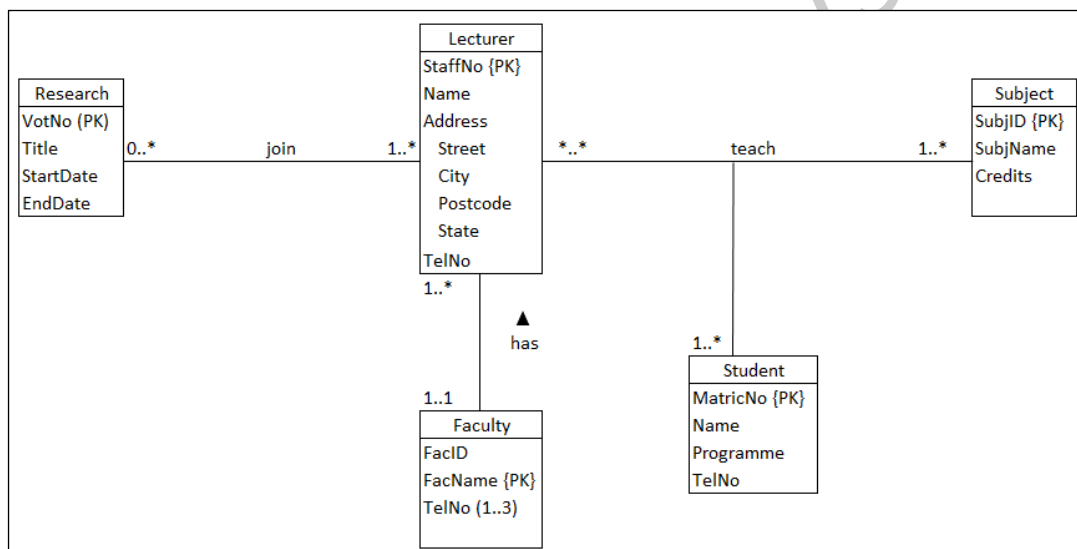 Lecturer
StaffNo {PK}
Name
Address
Street
City
Postcode
State
TelNo
Research
VotNo (PK)
Title
StartDate
EndDate
0..* join 1..*
*..* teach 1..*
Subject
SubjID {PK}
SubjName
Credits
1..*
▲
has
1..1
Faculty
FacID
FacName {PK}
TelNo (1..3)
1..*
Student
MatricNo {PK}
Name
Programme
TelNo